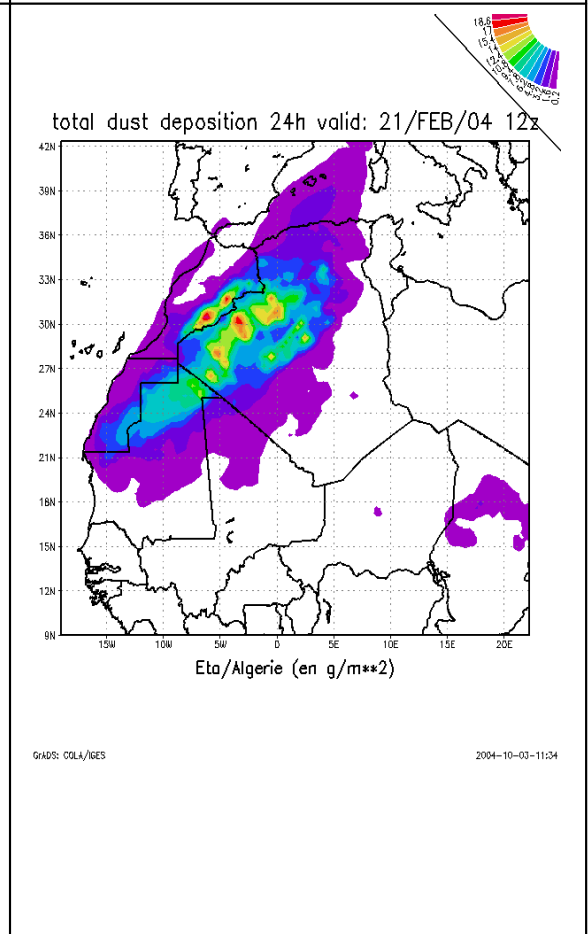 18.6
17
total dust deposition 24h valid: 21/FEB/04 12z
42N
39N
36N
33N
30N
27N
24N
21N
18N
15N
12N
9N
15W 10W 5W 0 5E 10E 15E 20E
Eta/Algerie (en g/m**2)
GrADS: COLA/IGES 2004-10-03-11:34